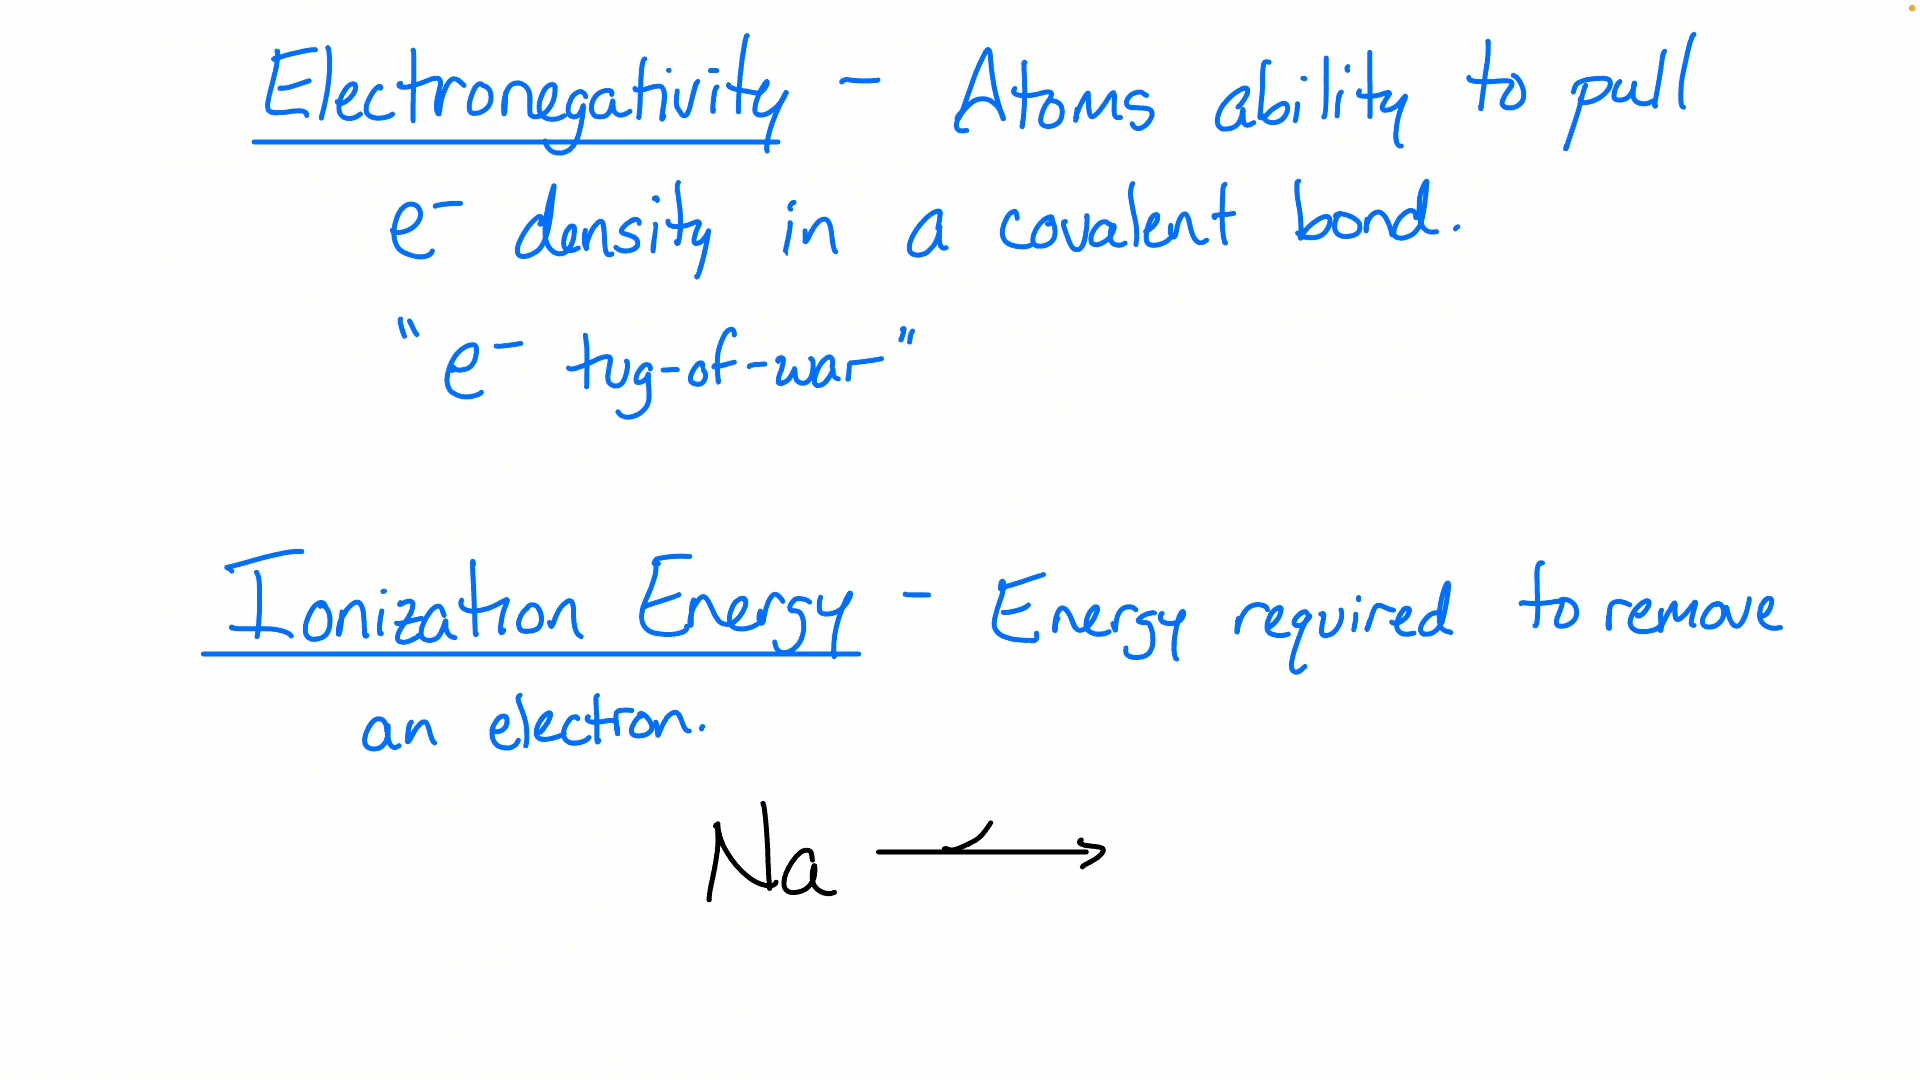 Electronegativity - Atoms ability to pull
e⁻ density in a covalent bond.
"e⁻ tug-of-war"
Ionization Energy - Energy required to remove
an electron.
Na →